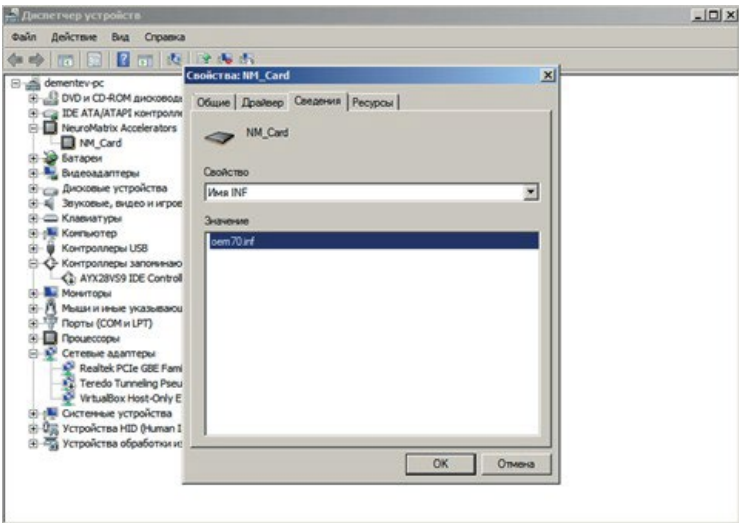 Диспетчер устройств
Файл Действие Вид Справка
dementev-pc
DVD и CD-ROM дисковод
IDE ATA/ATAPI контролле
NeuroMatrix Accelerators
NM_Card
Батареи
Видеоадаптеры
Дисковые устройства
Звуковые, видео и игров
Клавиатуры
Компьютер
Контроллеры USB
Контроллеры запоминаю
AYX28VS9 IDE Control
Мониторы
Мыши и иные указываю
Порты (COM и LPT)
Процессоры
Сетевые адаптеры
Realtek PCIe GBE Fami
Teredo Tunneling Pseu
VirtualBox Host-Only E
Системные устройства
Устройства HID (Human I
Устройства обработки из
Свойства: NM_Card
Общие Драйвер Сведения Ресурсы
NM_Card
Свойство
Имя INF
Значение
oem70.inf
OK Отмена